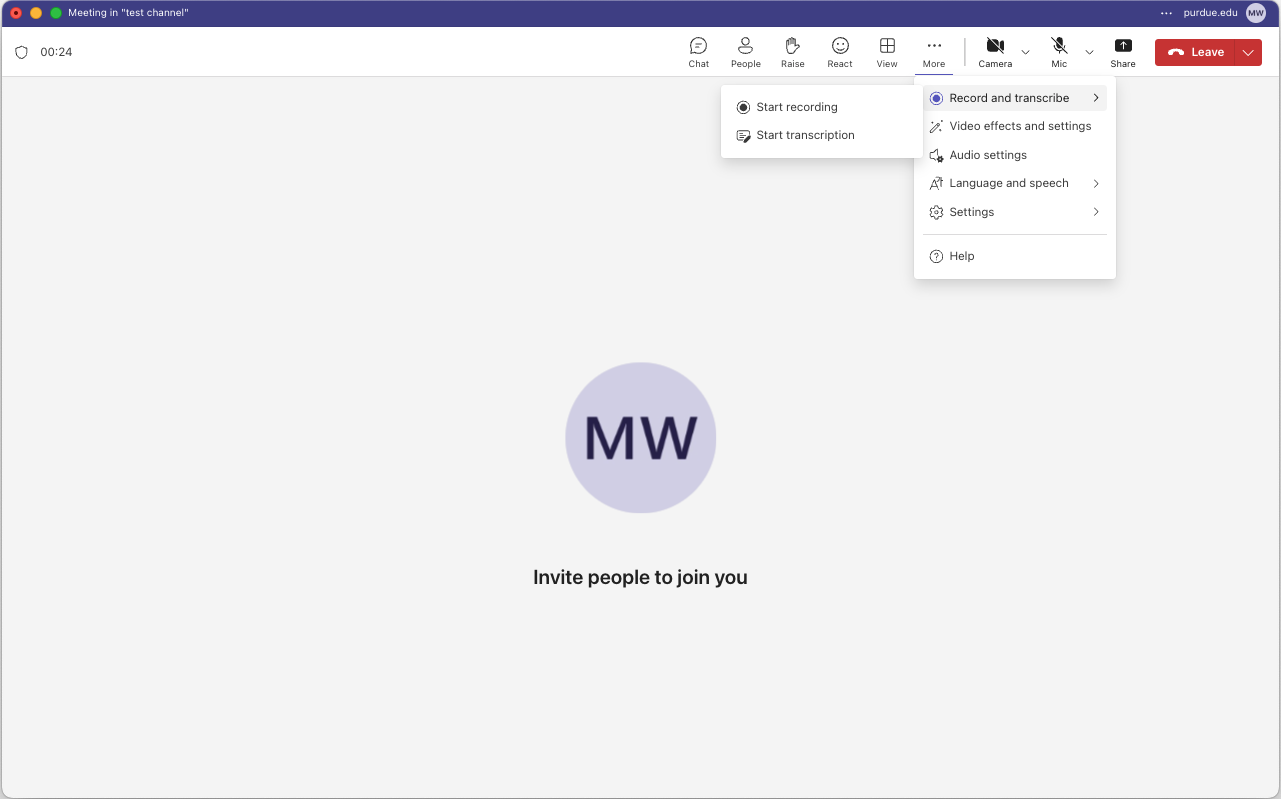 Meeting in "test channel"
purdue.edu
MW
00:24
Chat
People
Raise
React
View
More
Camera
Mic
Share
Leave
Start recording
Start transcription
Record and transcribe
Video effects and settings
Audio settings
Language and speech
Settings
Help
MW
Invite people to join you